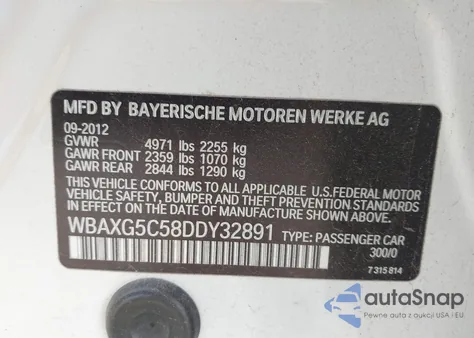 MFD BY BAYERISCHE MOTOREN WERKE AG
09-2012
GVWR 4971 lbs 2255 kg
GAWR FRONT 2359 lbs 1070 kg
GAWR REAR 2844 lbs 1290 kg
THIS VEHICLE CONFORMS TO ALL APPLICABLE U.S.FEDERAL MOTOR
VEHICLE SAFETY, BUMPER AND THEFT PREVENTION STANDARDS
IN EFFECT ON THE DATE OF MANUFACTURE SHOWN ABOVE.
WBAXG5C58DDY32891 TYPE: PASSENGER CAR
300/0
7 315 814
autaSnap
Pewne auta z aukcji USA i EU